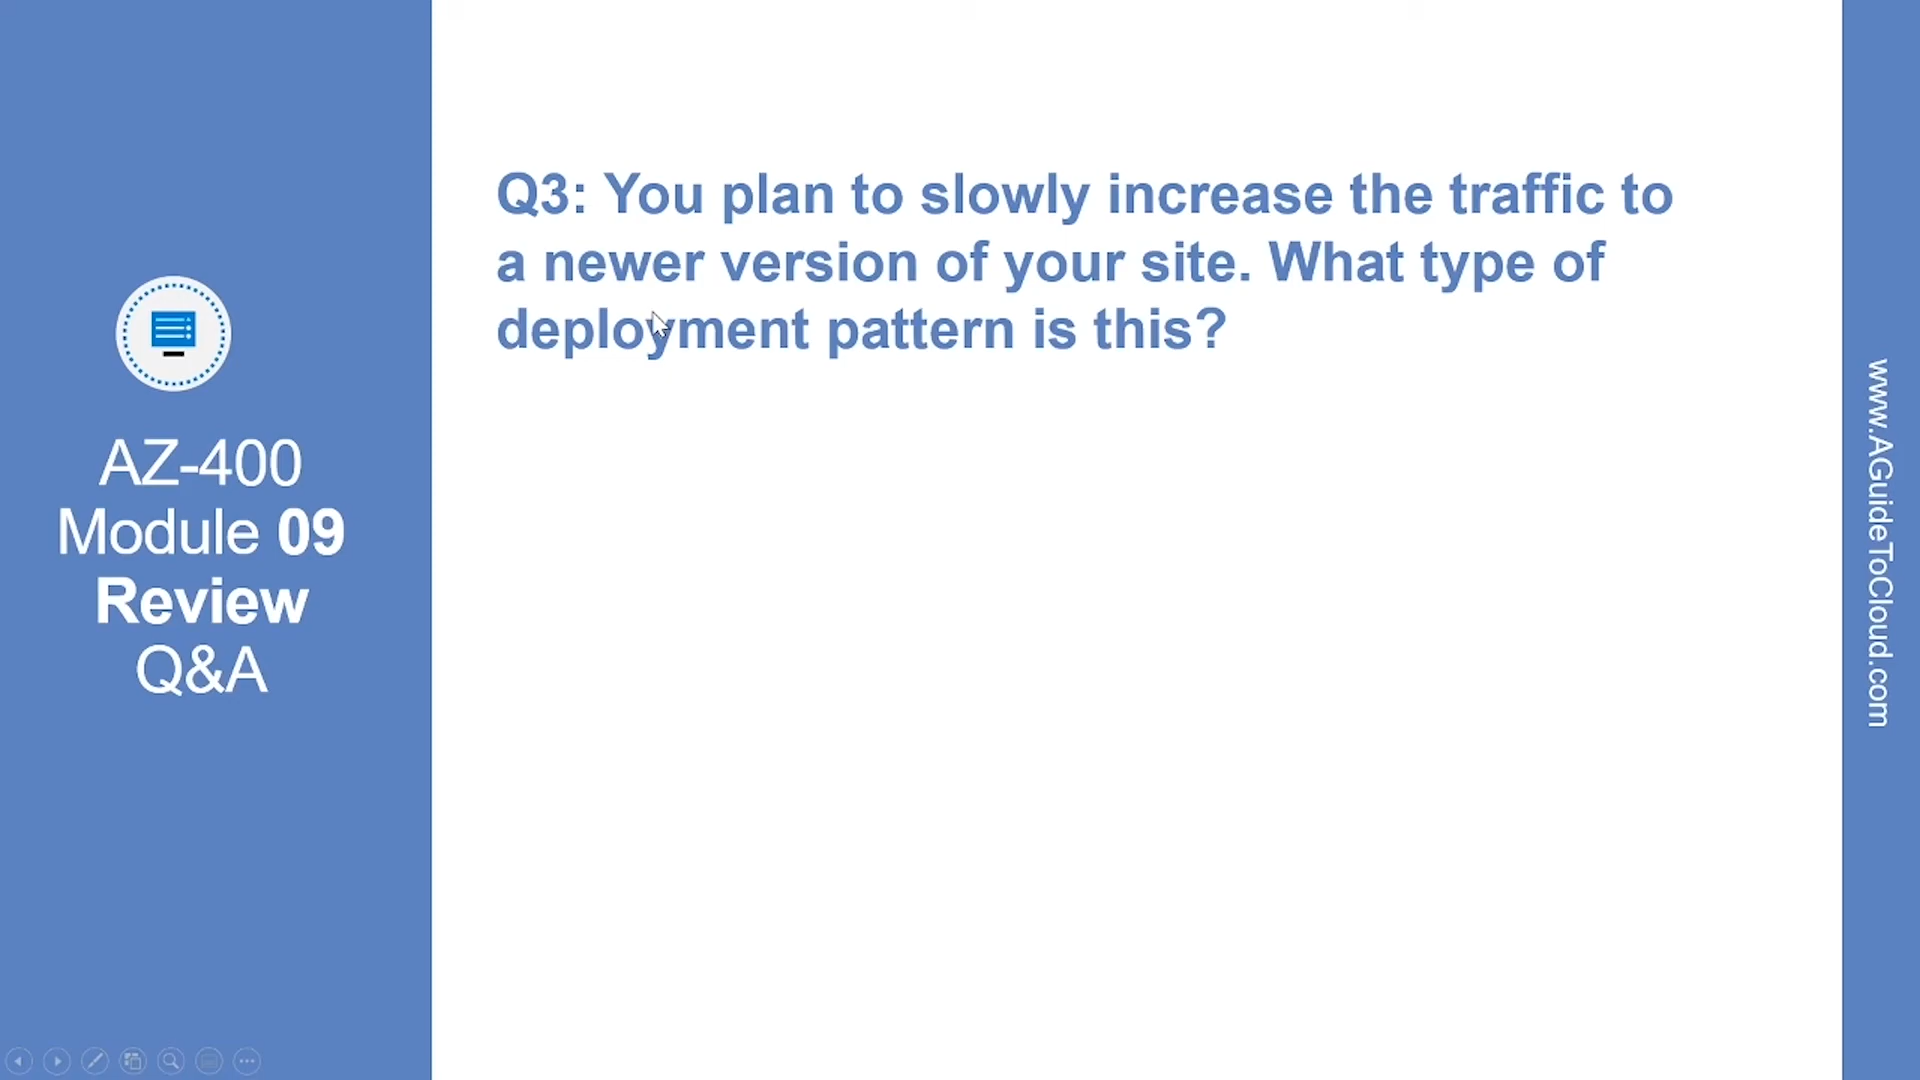 AZ-400
Module 09
Review
Q&A
Q3: You plan to slowly increase the traffic to
a newer version of your site. What type of
deployment pattern is this?
www.AGuideToCloud.com